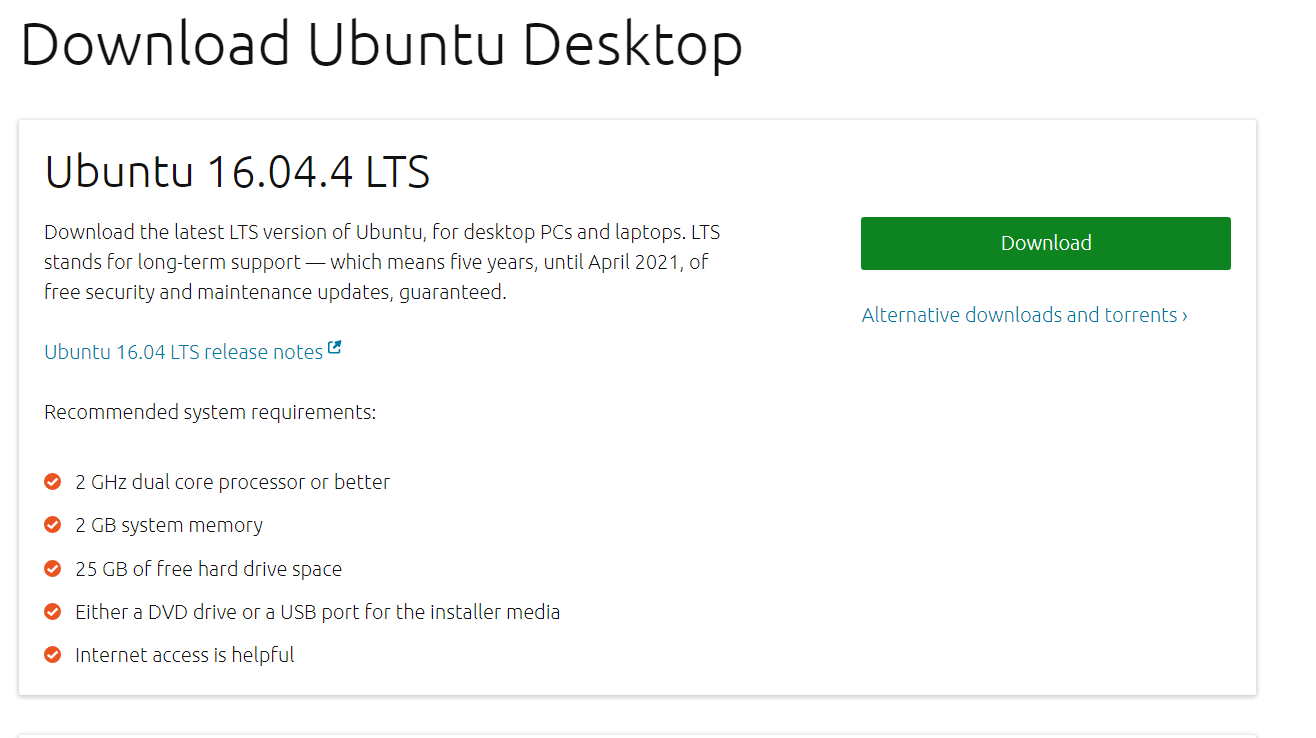 Download Ubuntu Desktop
Ubuntu 16.04.4 LTS
Download the latest LTS version of Ubuntu, for desktop PCs and laptops. LTS
stands for long-term support — which means five years, until April 2021, of
free security and maintenance updates, guaranteed.
Download
Alternative downloads and torrents ›
Ubuntu 16.04 LTS release notes
Recommended system requirements:
2 GHz dual core processor or better
2 GB system memory
25 GB of free hard drive space
Either a DVD drive or a USB port for the installer media
Internet access is helpful